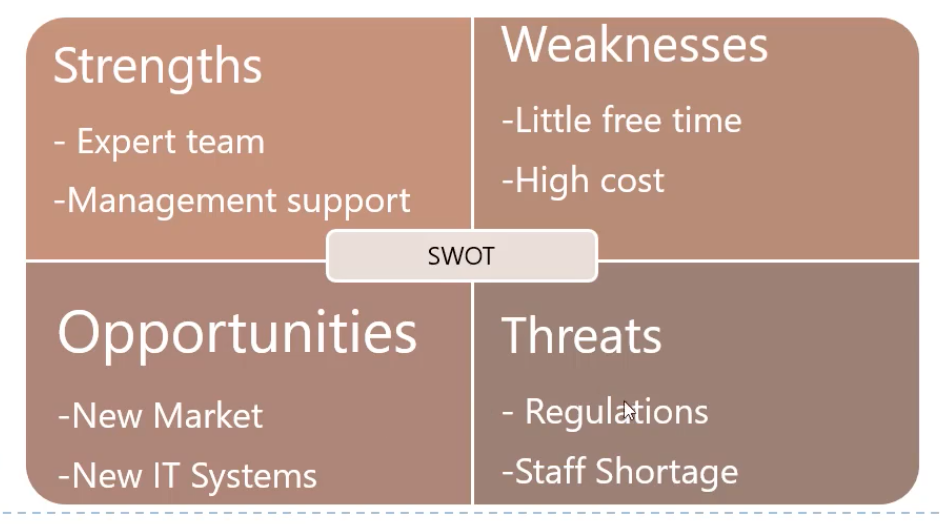 Strengths
- Expert team
-Management support
Weaknesses
-Little free time
-High cost
SWOT
Opportunities
-New Market
-New IT Systems
Threats
- Regulations
-Staff Shortage